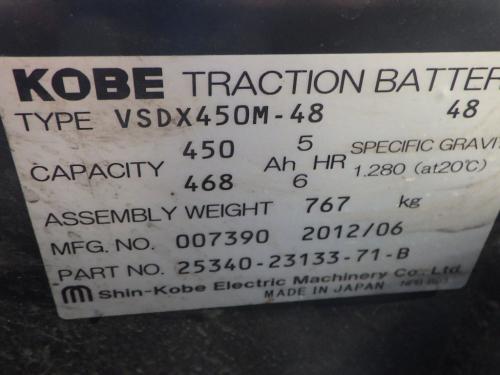 KOBE TRACTION BATTER
TYPE VSDX450M-48 48
CAPACITY 450 Ah 5 HR SPECIFIC GRAVI
468 6 1.280 (at20℃)
ASSEMBLY WEIGHT 767 kg
MFG. NO. 007390 2012/06
PART NO. 25340-23133-71-B
Shin-Kobe Electric Machinery Co., Ltd.
MADE IN JAPAN